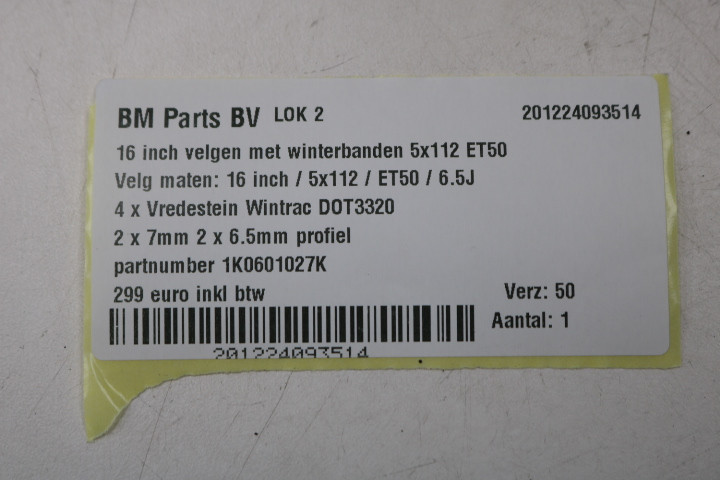 BM Parts BV LOK 2 201224093514
16 inch velgen met winterbanden 5x112 ET50
Velg maten: 16 inch / 5x112 / ET50 / 6.5J
4 x Vredestein Wintrac DOT3320
2 x 7mm 2 x 6.5mm profiel
partnumber 1K0601027K
299 euro inkl btw Verz: 50
Aantal: 1
201224093514